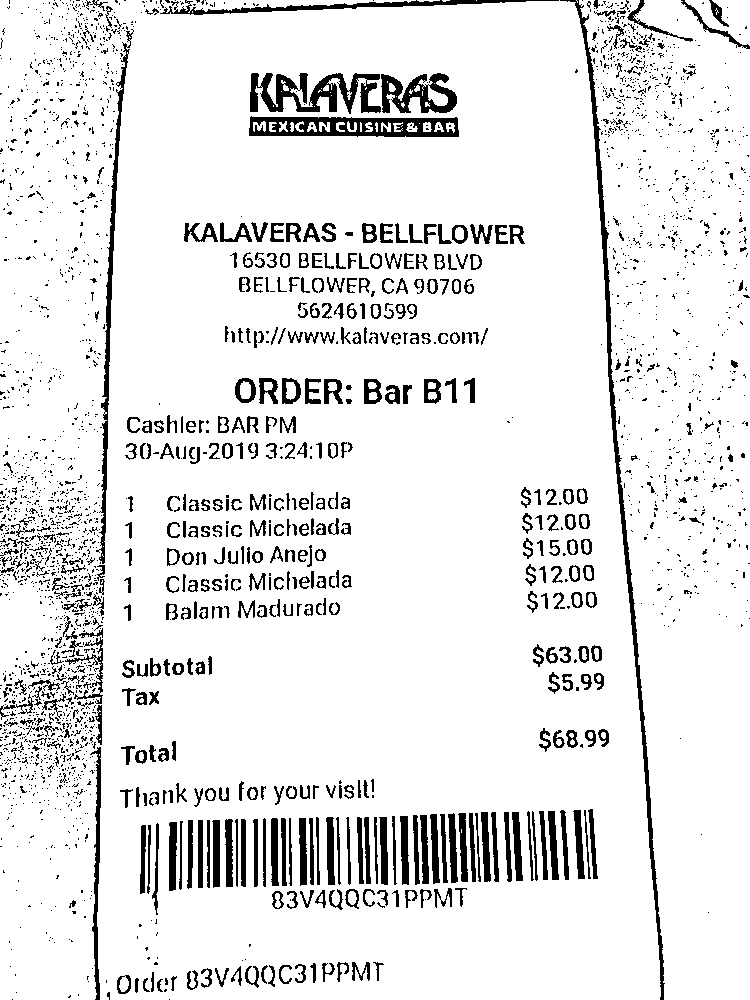 KALAVERAS
MEXICAN CUISINE & BAR
KALAVERAS - BELLFLOWER
16530 BELLFLOWER BLVD
BELLFLOWER, CA 90706
5624610599
http://www.kalaveras.com/
ORDER: Bar B11
Cashier: BAR PM
30-Aug-2019 3:24:10P
1 Classic Michelada $12.00
1 Classic Michelada $12.00
1 Don Julio Anejo $15.00
1 Classic Michelada $12.00
1 Balam Madurado $12.00
Subtotal $63.00
Tax $5.99
Total $68.99
Thank you for your visit!
83V4QQC31PPMT
Order 83V4QQC31PPMT